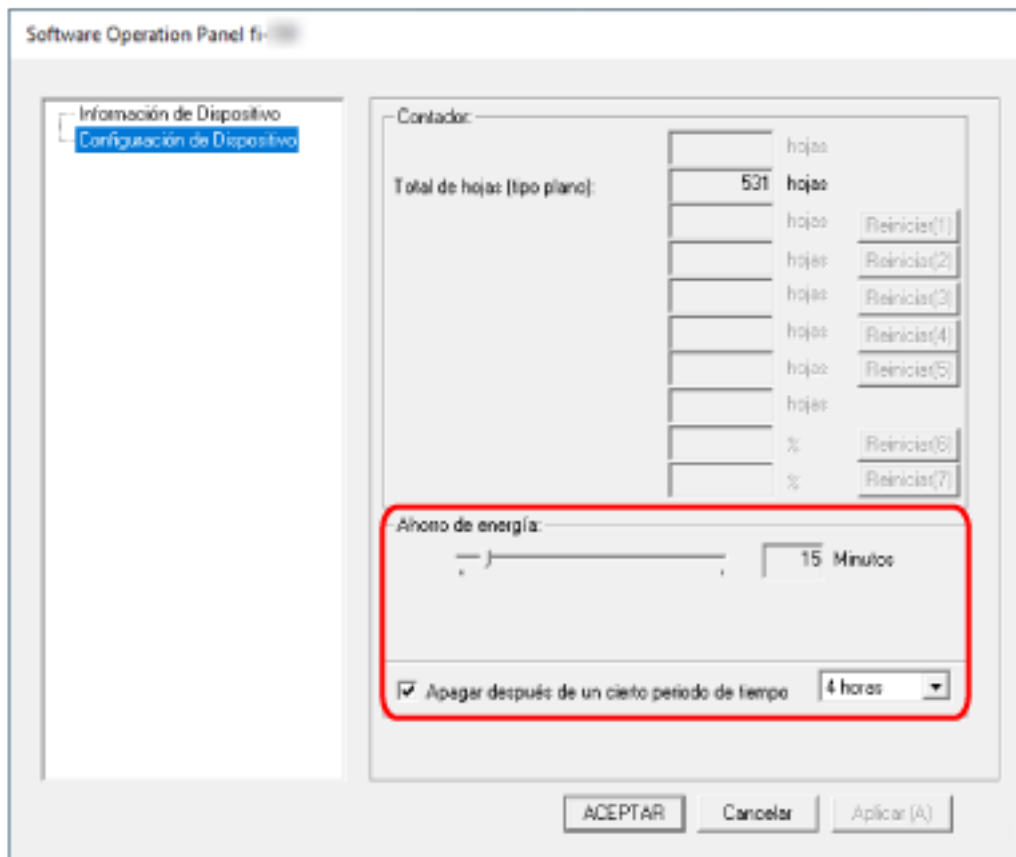 Software Operation Panel fi-
Información de Dispositivo
Configuración de Dispositivo
Contador:
hojas
Total de hojas (tipo plano): 531 hojas
hojas Reiniciar(1)
hojas Reiniciar(2)
hojas Reiniciar(3)
hojas Reiniciar(4)
hojas Reiniciar(5)
hojas
% Reiniciar(6)
% Reiniciar(7)
Ahorro de energía:
15 Minutos
Apagar después de un cierto periodo de tiempo 4 horas
ACEPTAR Cancelar Aplicar (A)